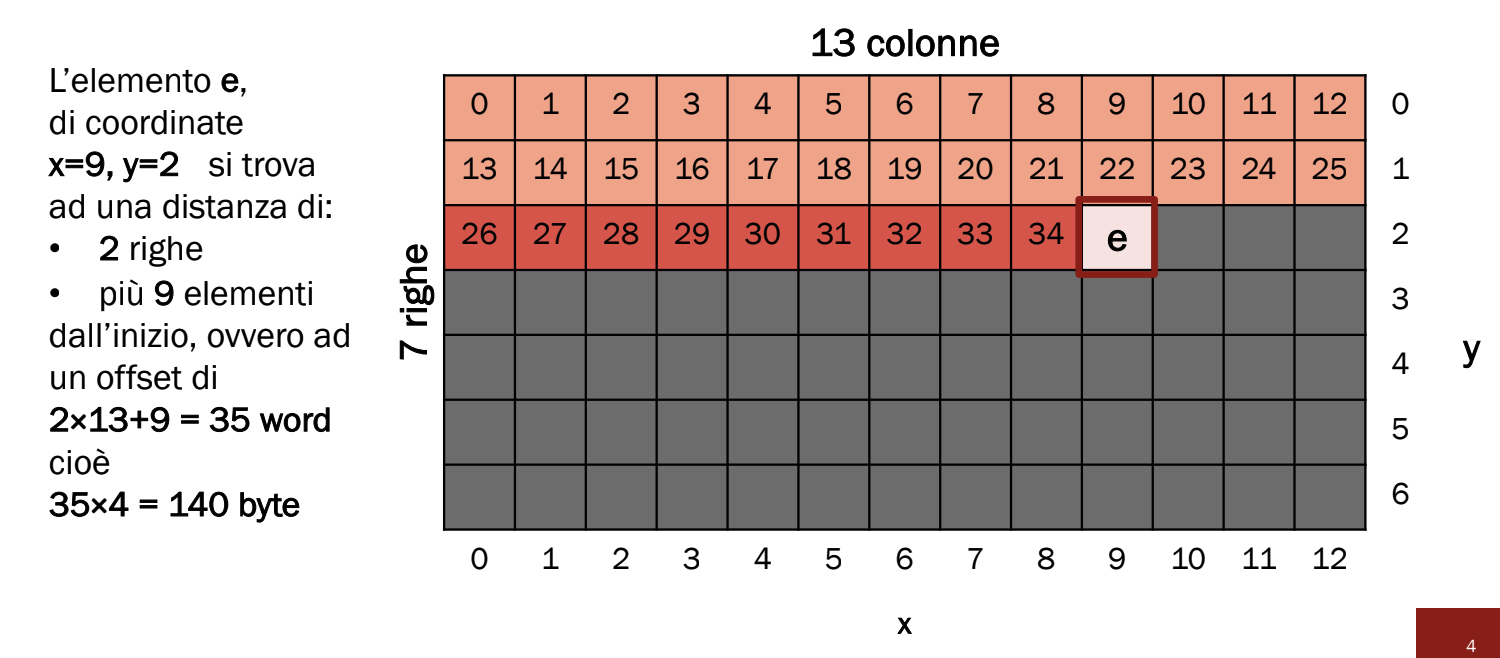 L'elemento e,
di coordinate
x=9, y=2 si trova
ad una distanza di:
• 2 righe
• più 9 elementi
dall'inizio, ovvero ad
un offset di
2×13+9 = 35 word
cioè
35×4 = 140 byte
13 colonne
7 righe
0 1 2 3 4 5 6 7 8 9 10 11 12 0
13 14 15 16 17 18 19 20 21 22 23 24 25 1
26 27 28 29 30 31 32 33 34 e 2
3
4
5
6
y
0 1 2 3 4 5 6 7 8 9 10 11 12
x
4